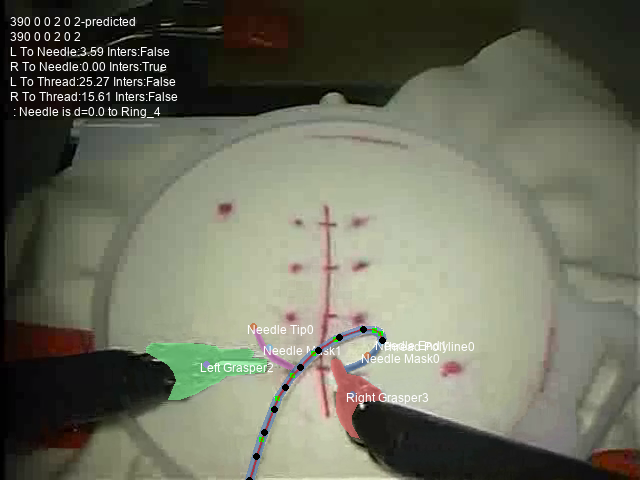 390 0 0 2 0 2-predicted
390 0 0 2 0 2
L To Needle:3.59 Inters:False
R To Needle:0.00 Inters:True
L To Thread:25.27 Inters:False
R To Thread:15.61 Inters:False
: Needle is d=0.0 to Ring_4
Needle Tip0
Needle Mask1
Needle End1
Polyline0
Needle Mask0
Left Grasper2
Right Grasper3